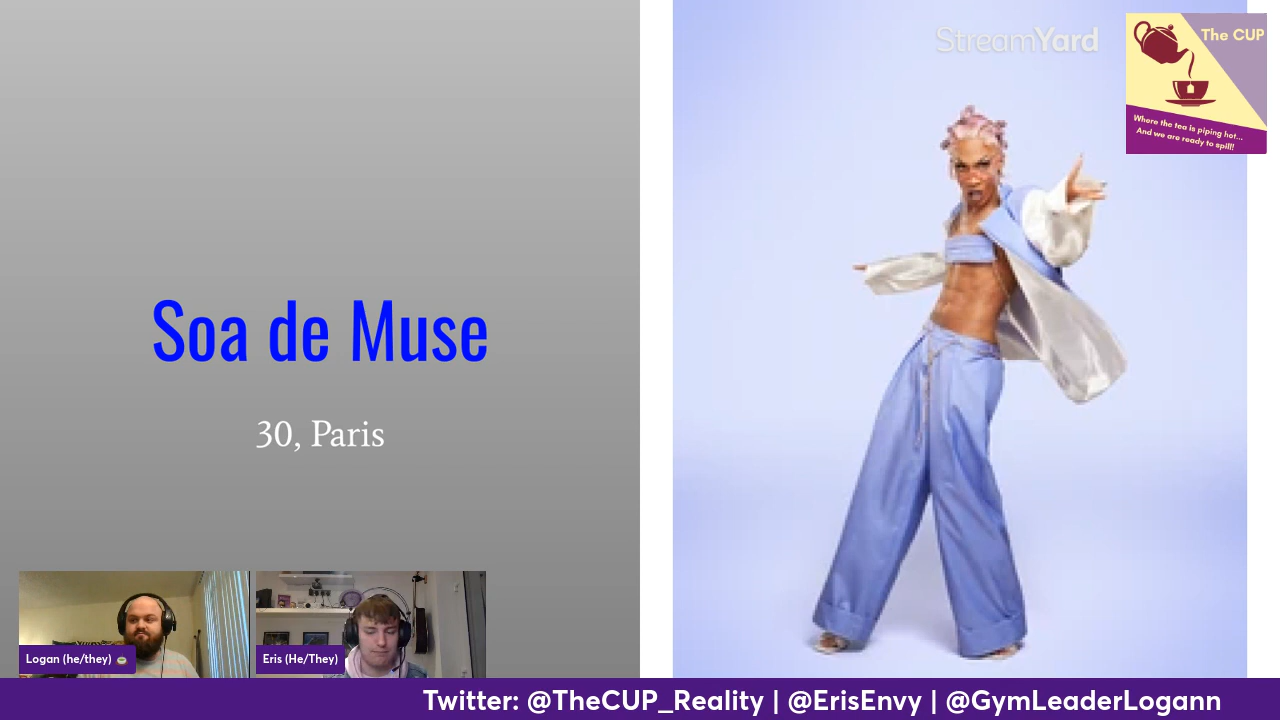 StreamYard
The CUP
Where the tea is piping hot...
And we are ready to spill!
Soa de Muse
30, Paris
Logan (he/they) 🍵
Eris (He/They)
Twitter: @TheCUP_Reality | @ErisEnvy | @GymLeaderLogann